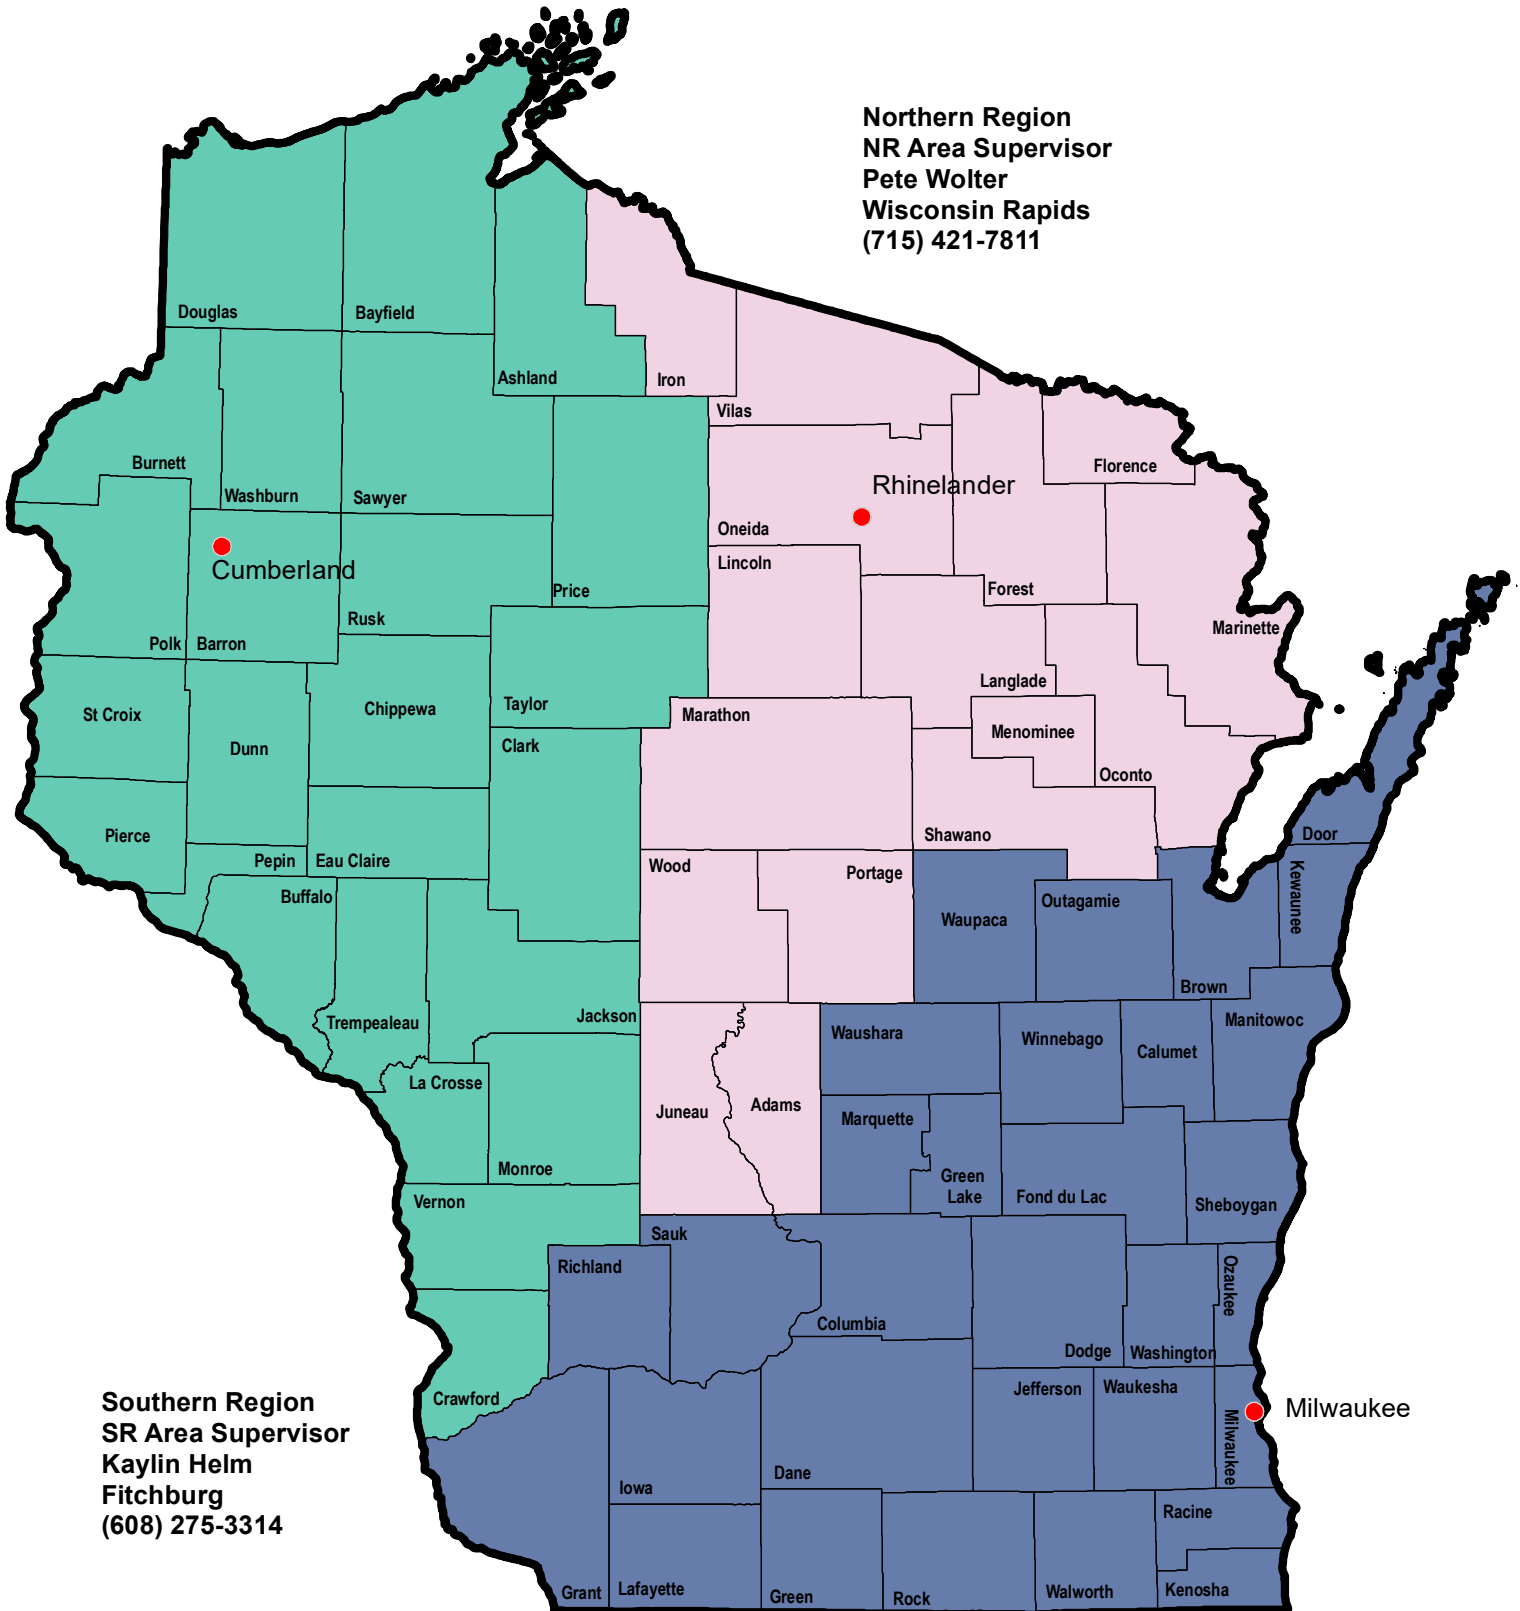 Northern Region
NR Area Supervisor
Pete Wolter
Wisconsin Rapids
(715) 421-7811
Douglas
Bayfield
Ashland
Iron
Vilas
Burnett
Washburn
Sawyer
Florence
Rhinelander
Oneida
Cumberland
Lincoln
Price
Forest
Rusk
Marinette
Polk
Barron
Langlade
St Croix
Chippewa
Taylor
Marathon
Menominee
Dunn
Clark
Oconto
Pierce
Shawano
Door
Pepin
Eau Claire
Wood
Portage
Kewaunee
Buffalo
Outagamie
Waupaca
Brown
Jackson
Trempealeau
Manitowoc
Waushara
Winnebago
Calumet
La Crosse
Juneau
Adams
Marquette
Monroe
Green
Lake
Fond du Lac
Vernon
Sheboygan
Sauk
Richland
Ozaukee
Columbia
Dodge
Washington
Crawford
Jefferson
Waukesha
Milwaukee
Milwaukee
Southern Region
SR Area Supervisor
Kaylin Helm
Fitchburg
(608) 275-3314
Iowa
Dane
Racine
Grant
Lafayette
Green
Rock
Walworth
Kenosha